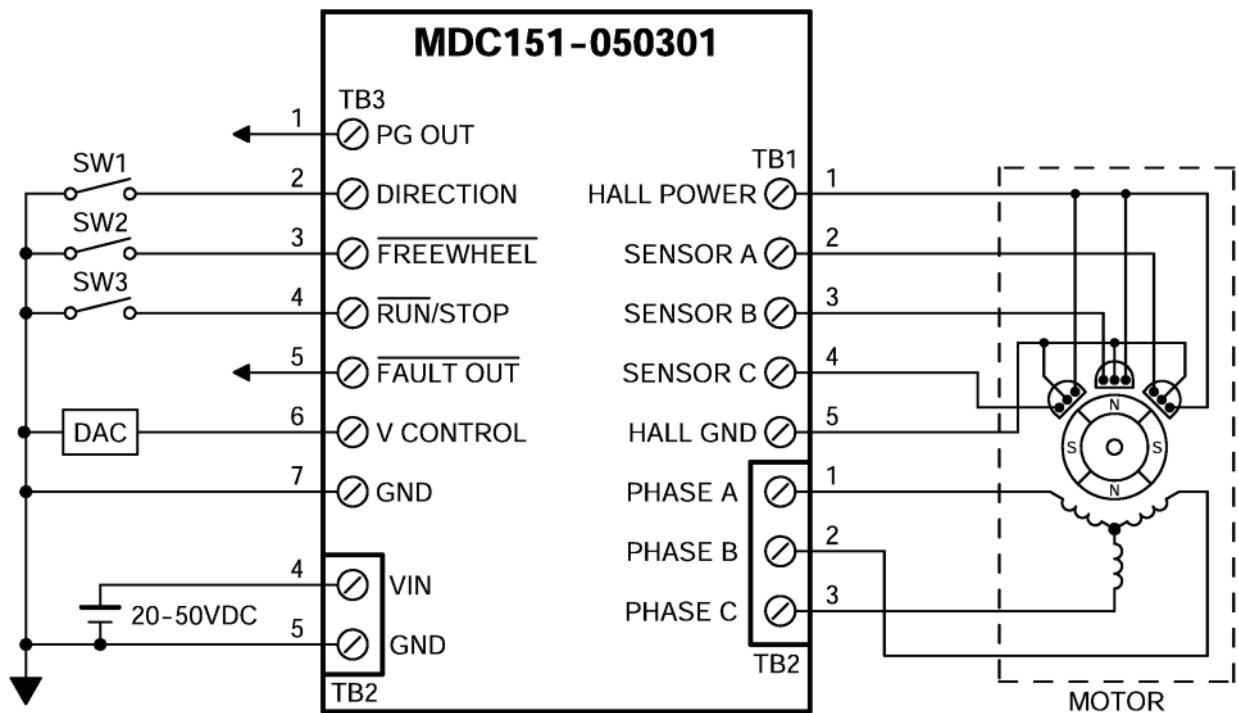 MDC151-050301
TB3
1 PG OUT
SW1
2 DIRECTION
SW2
3 FREEWHEEL
SW3
4 RUN/STOP
5 FAULT OUT
DAC 6 V CONTROL
7 GND
4 VIN
20-50VDC
5 GND
TB2
TB1
HALL POWER 1
SENSOR A 2
SENSOR B 3
SENSOR C 4
HALL GND 5
PHASE A 1
PHASE B 2
PHASE C 3
TB2
N
S S
N
MOTOR